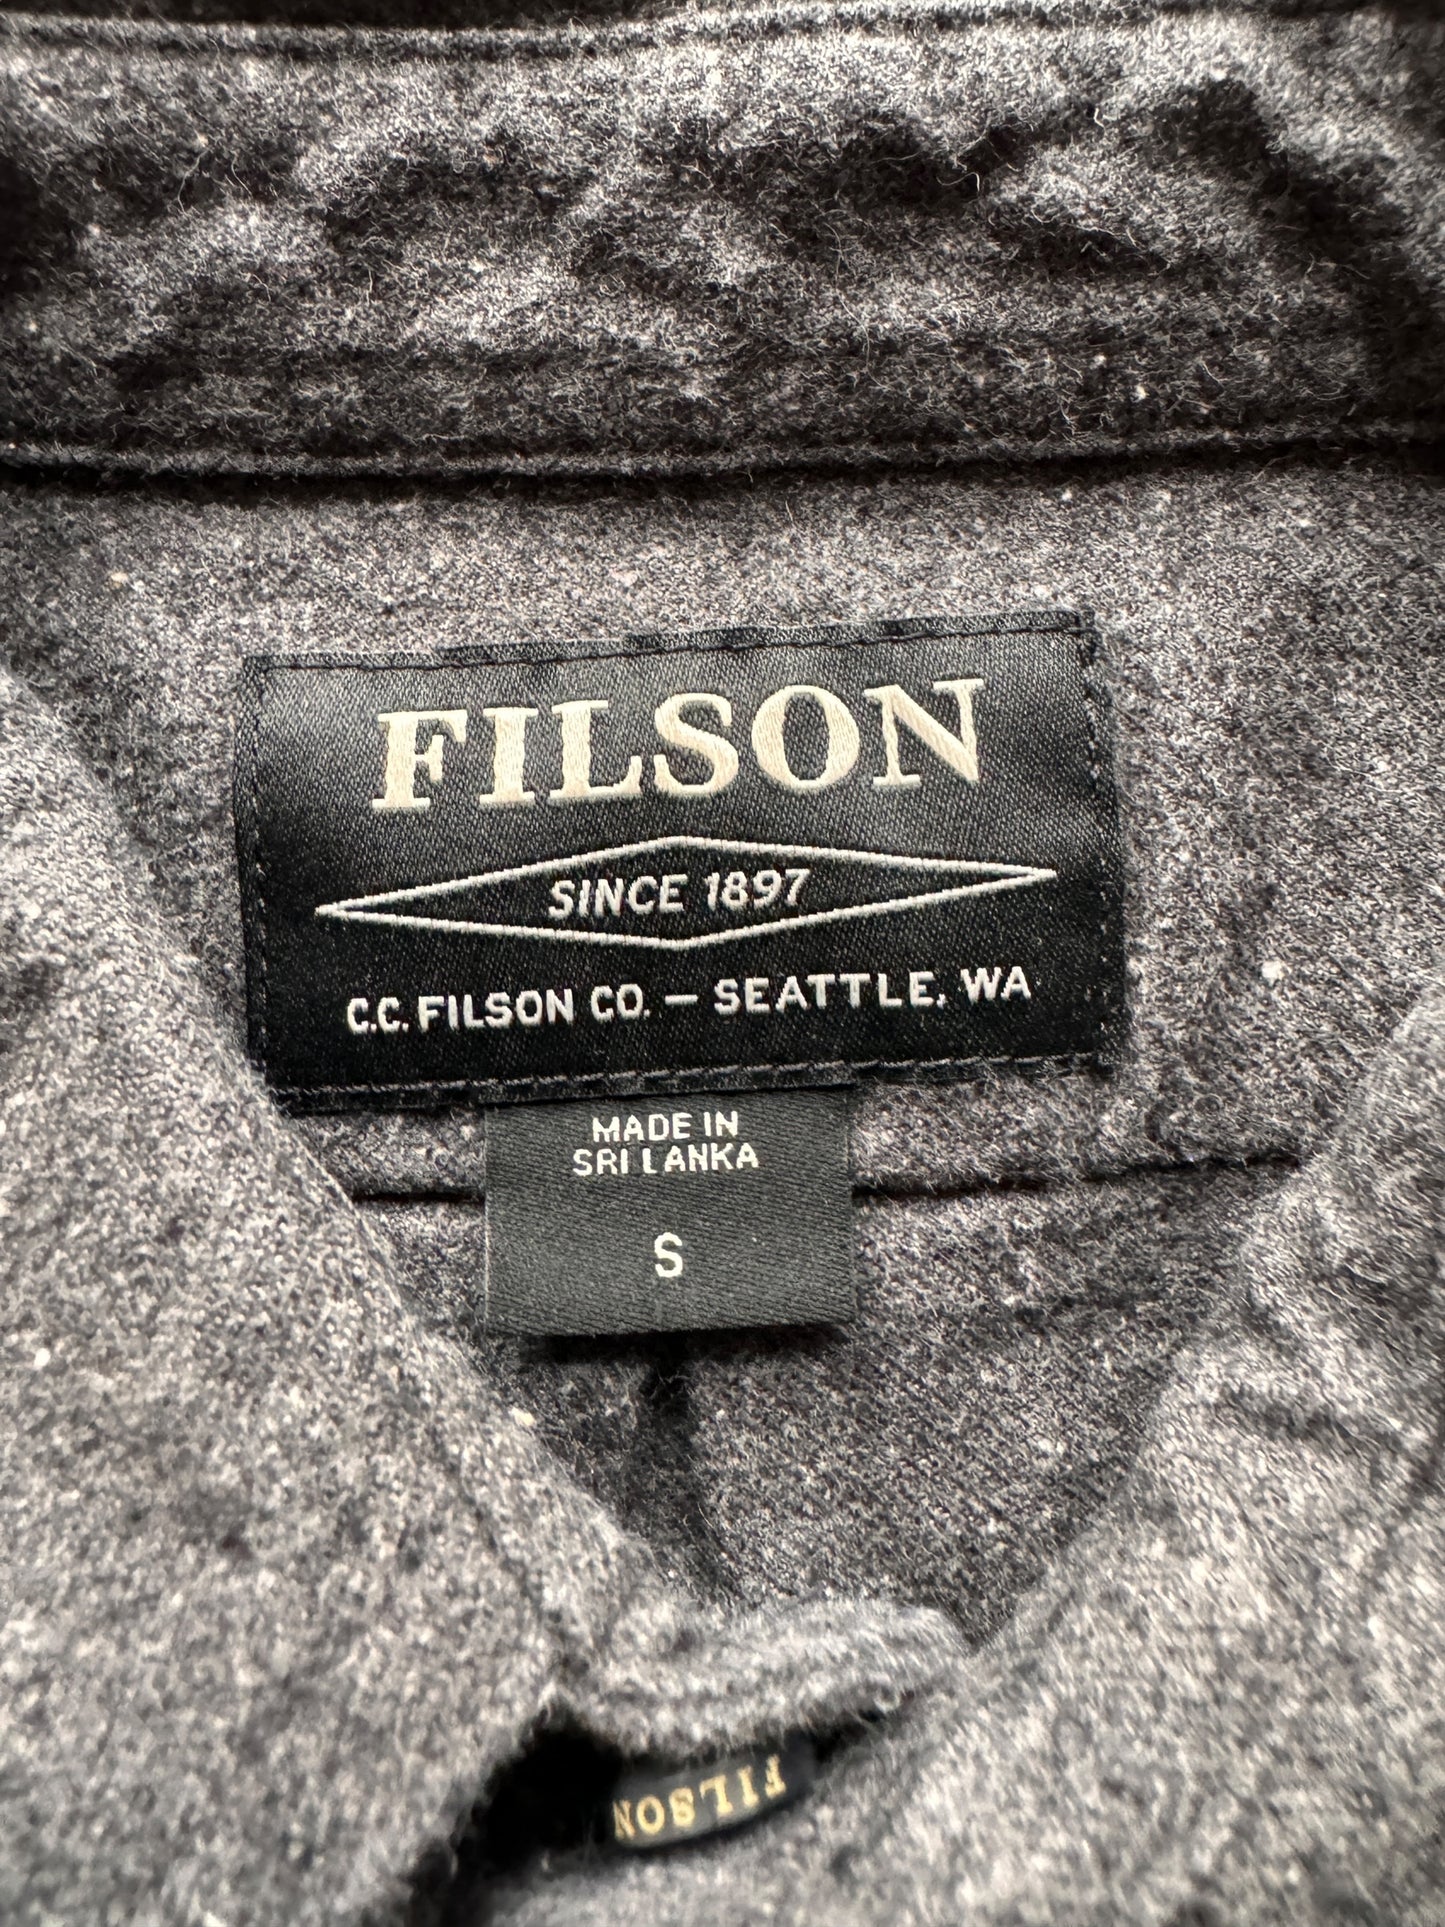 FILSON
SINCE 1897
C.C. FILSON CO. — SEATTLE, WA
MADE IN
SRI LANKA
S
FILSON